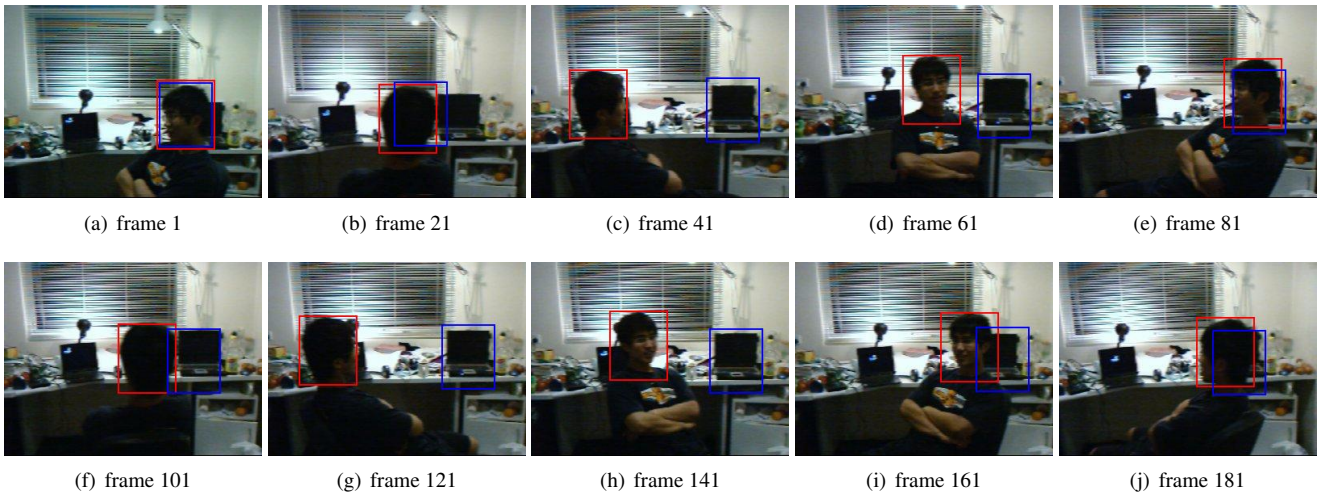 (a) frame 1
(b) frame 21
(c) frame 41
(d) frame 61
(e) frame 81
(f) frame 101
(g) frame 121
(h) frame 141
(i) frame 161
(j) frame 181